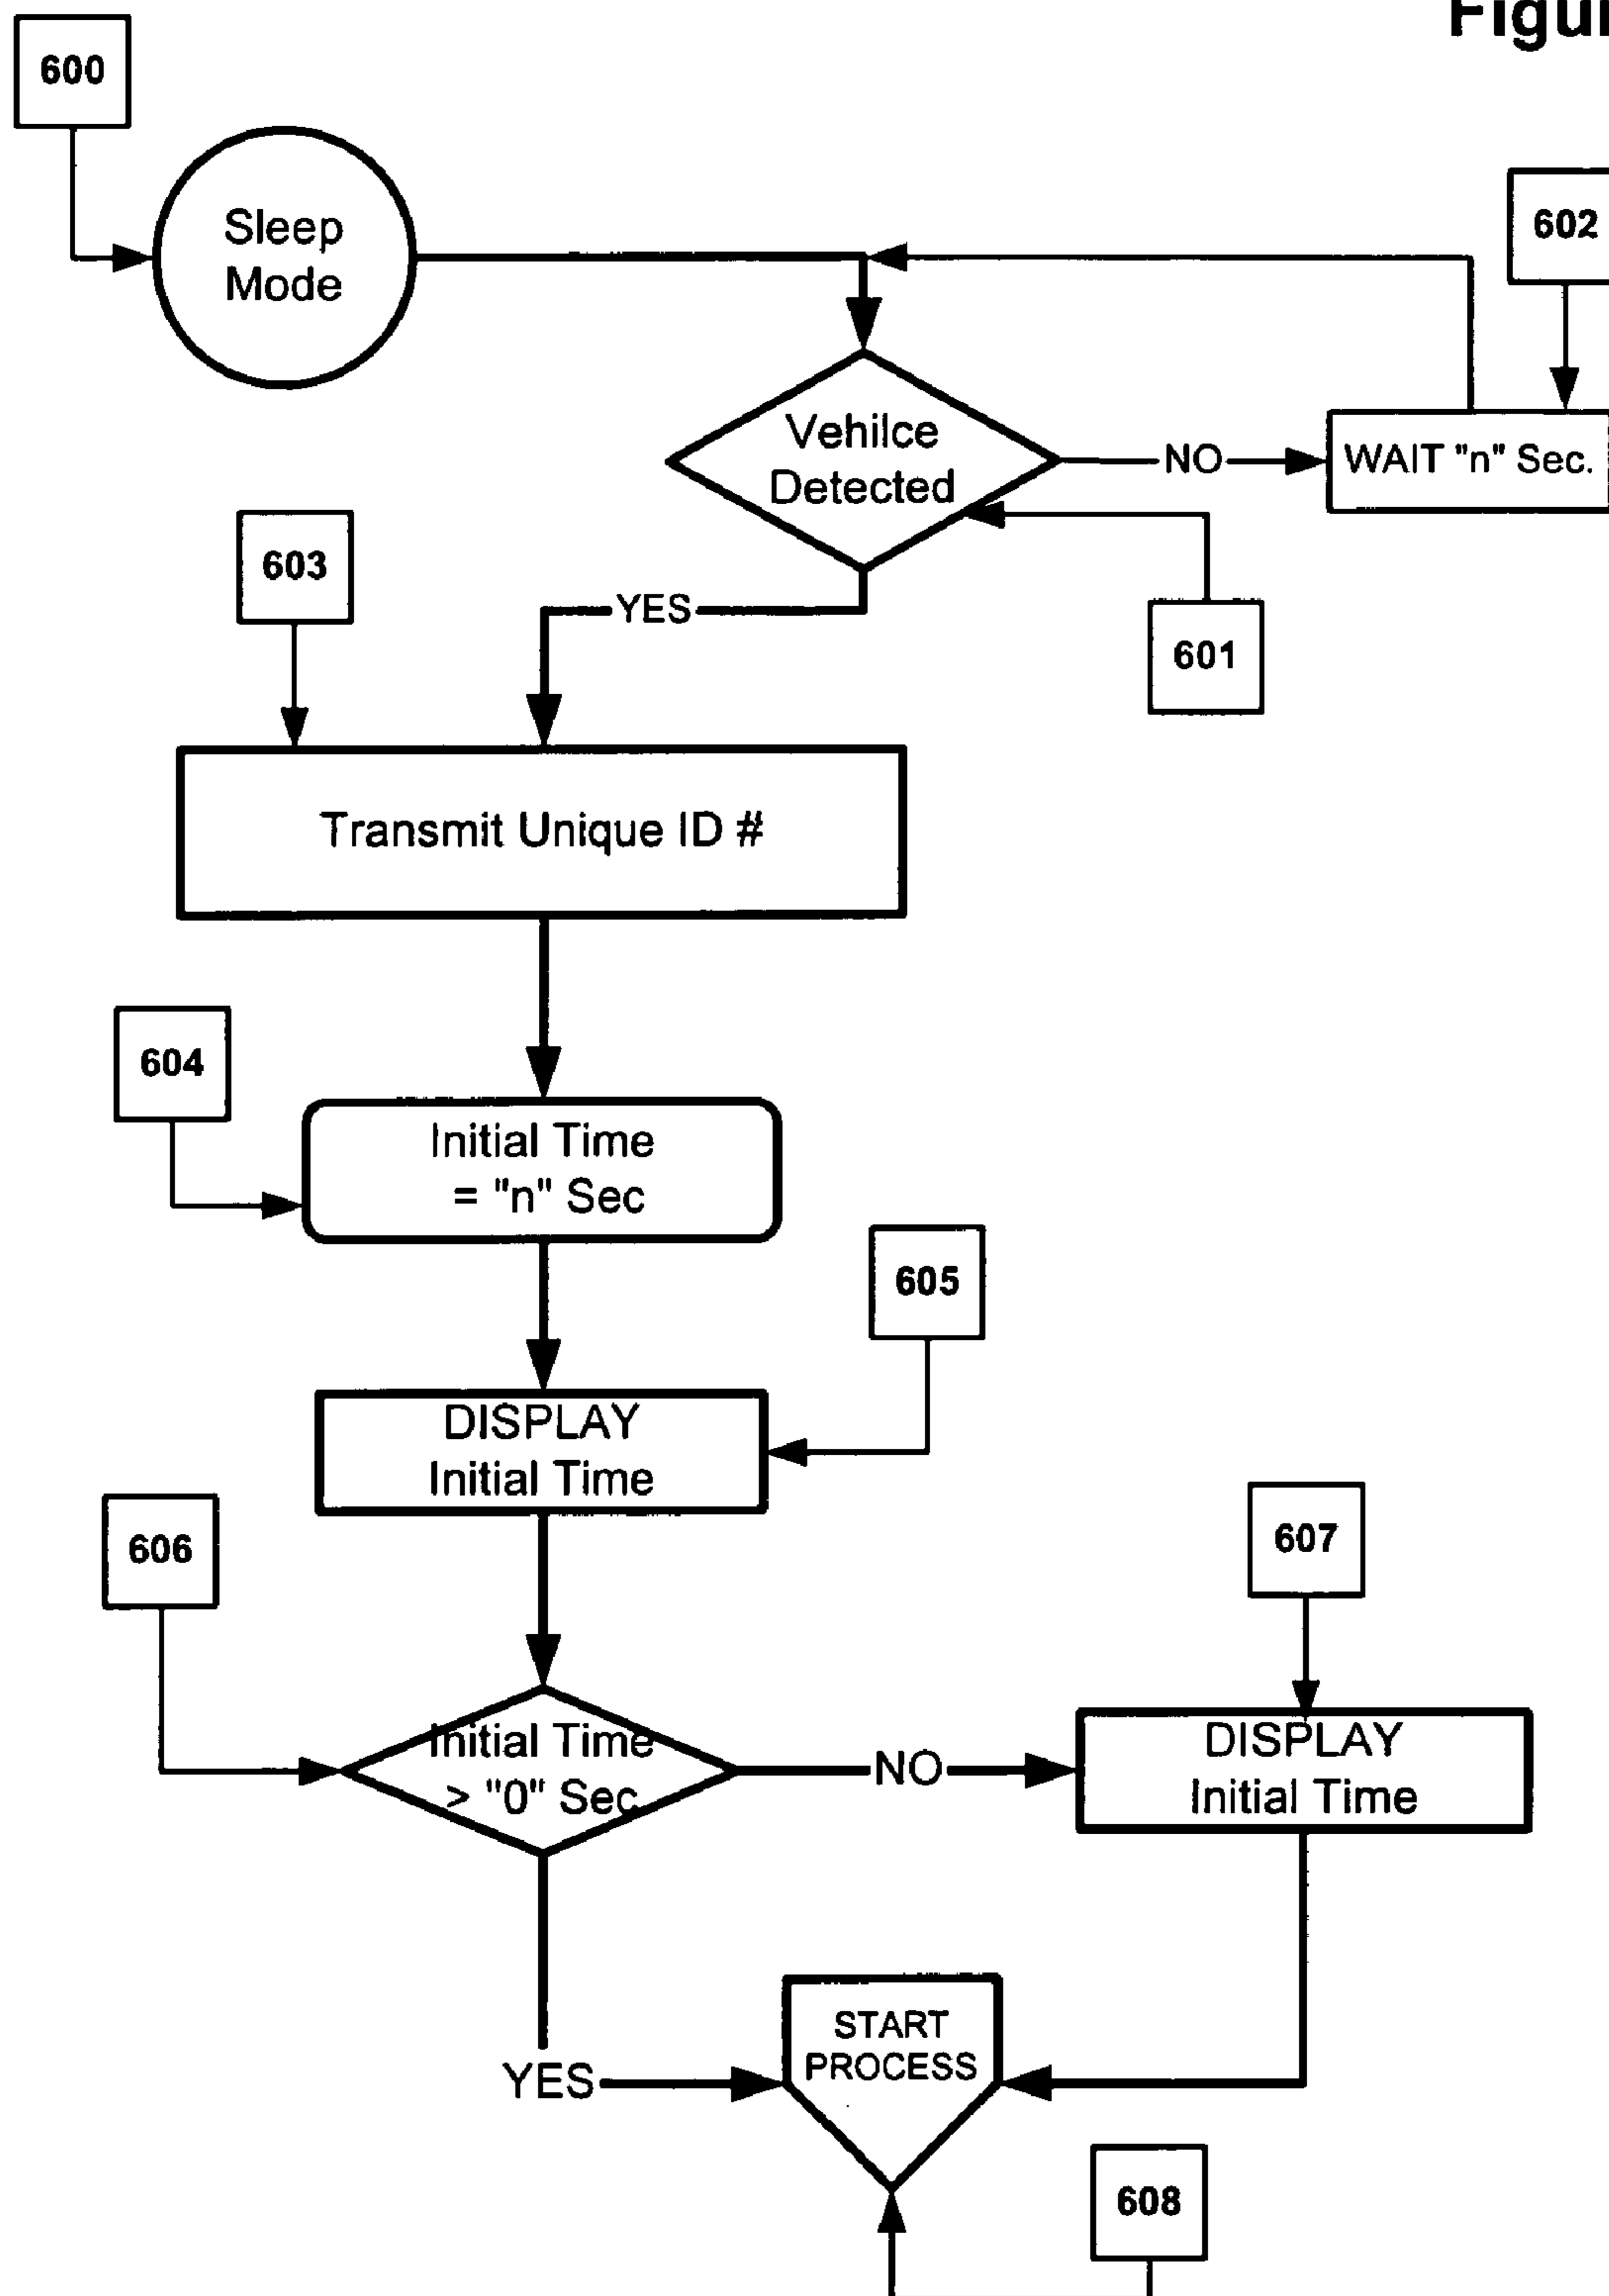 600
Sleep
Mode
602
Vehilce
Detected
NO
WAIT "n" Sec.
603
YES
601
Transmit Unique ID #
604
Initial Time
= "n" Sec
605
DISPLAY
Initial Time
606
607
Initial Time
> "0" Sec
NO
DISPLAY
Initial Time
START
PROCESS
YES
608